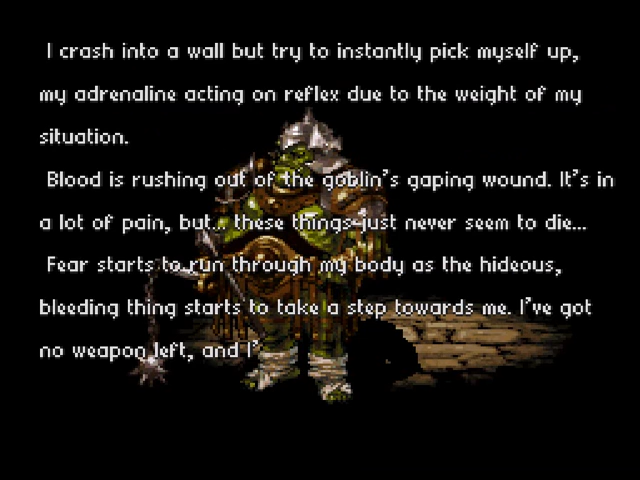 I crash into a wall but try to instantly pick myself up,
my adrenaline acting on reflex due to the weight of my
situation.
Blood is rushing out of the goblin's gaping wound. It's in
a lot of pain, but... these things just never seem to die...
Fear starts to run through my body as the hideous,
bleeding thing starts to take a step towards me. I've got
no weapon left, and I'